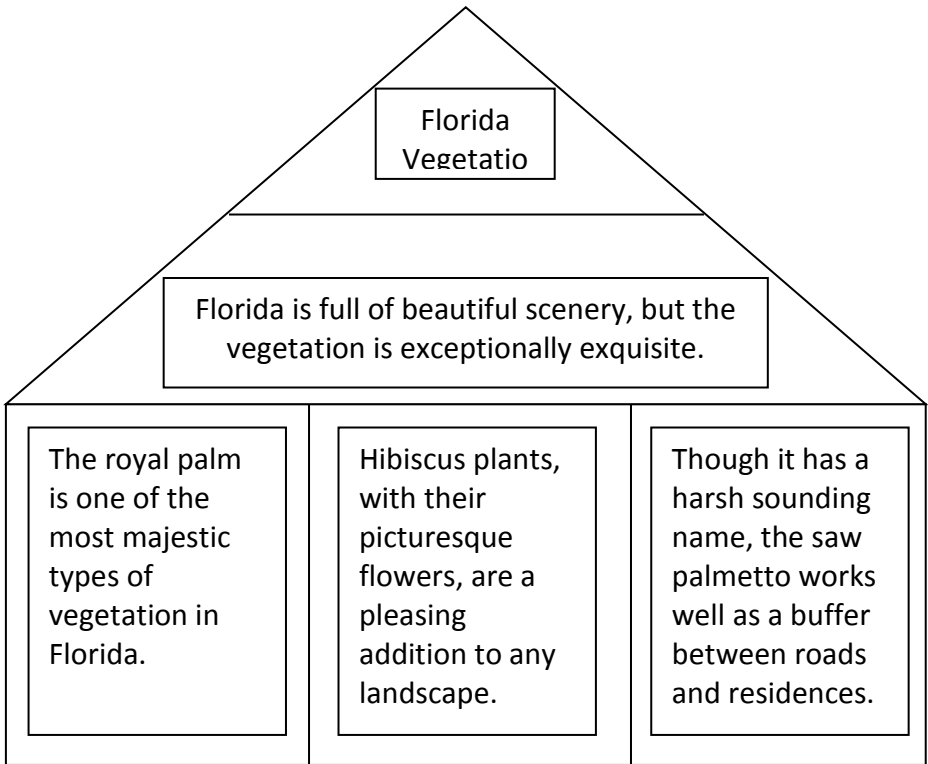 Florida
Vegetatio
Florida is full of beautiful scenery, but the
vegetation is exceptionally exquisite.
The royal palm
is one of the
most majestic
types of
vegetation in
Florida.
Hibiscus plants,
with their
picturesque
flowers, are a
pleasing
addition to any
landscape.
Though it has a
harsh sounding
name, the saw
palmetto works
well as a buffer
between roads
and residences.